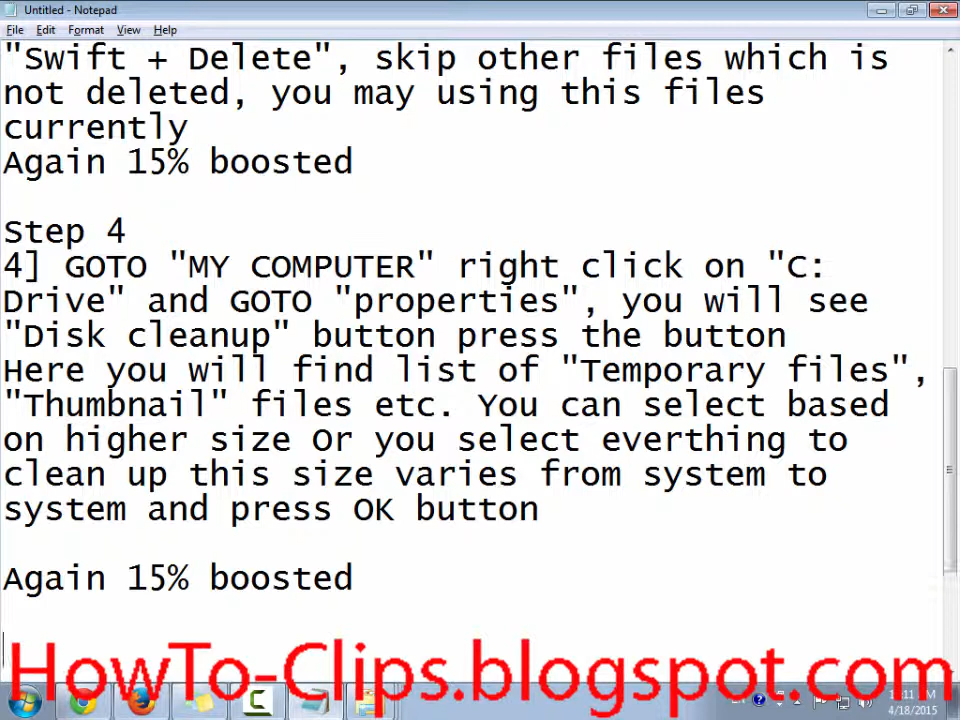 Untitled - Notepad
File Edit Format View Help
"Swift + Delete", skip other files which is
not deleted, you may using this files
currently
Again 15% boosted
Step 4
4] GOTO "MY COMPUTER" right click on "C:
Drive" and GOTO "properties", you will see
"Disk cleanup" button press the button
Here you will find list of "Temporary files",
"Thumbnail" files etc. You can select based
on higher size Or you select everthing to
clean up this size varies from system to
system and press OK button
Again 15% boosted
HowTo-Clips.blogspot.com
4/18/2015